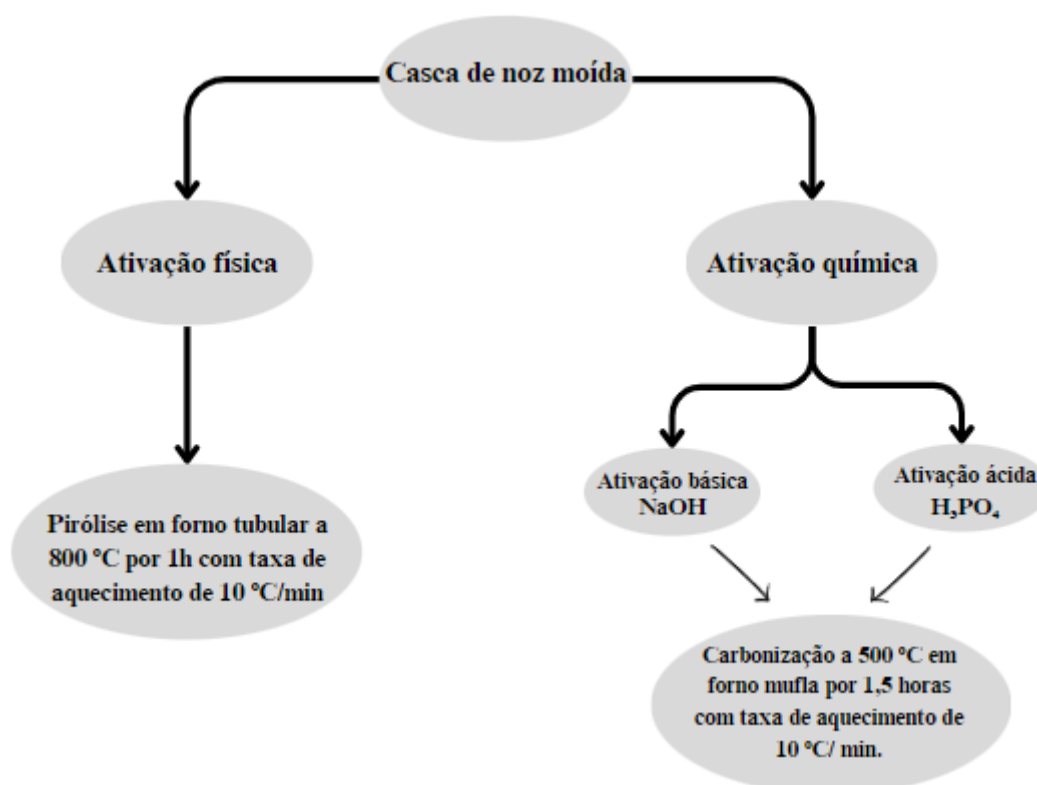 Casca de noz moída
Ativação física
Ativação química
Ativação básica
NaOH
Ativação ácida
H₃PO₄
Pirólise em forno tubular a
800 °C por 1h com taxa de
aquecimento de 10 °C/min
Carbonização a 500 °C em
forno mufla por 1,5 horas
com taxa de aquecimento de
10 °C/ min.